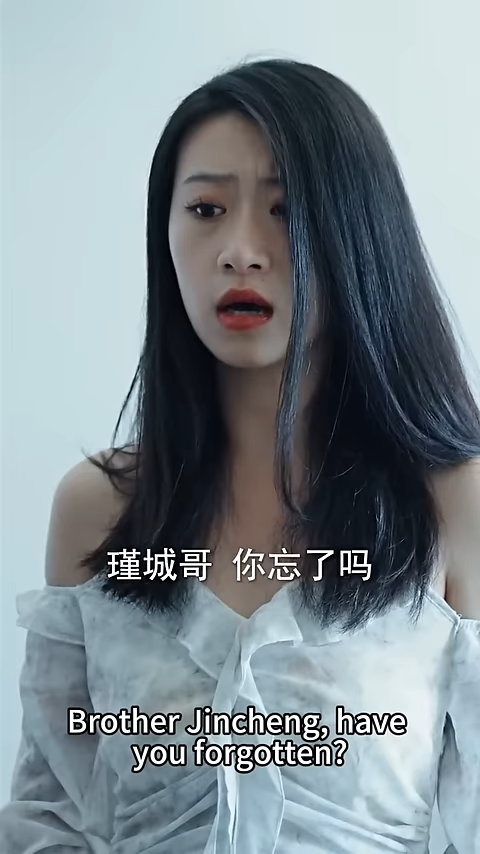 瑾城哥 你忘了吗
Brother Jincheng, have
you forgotten?